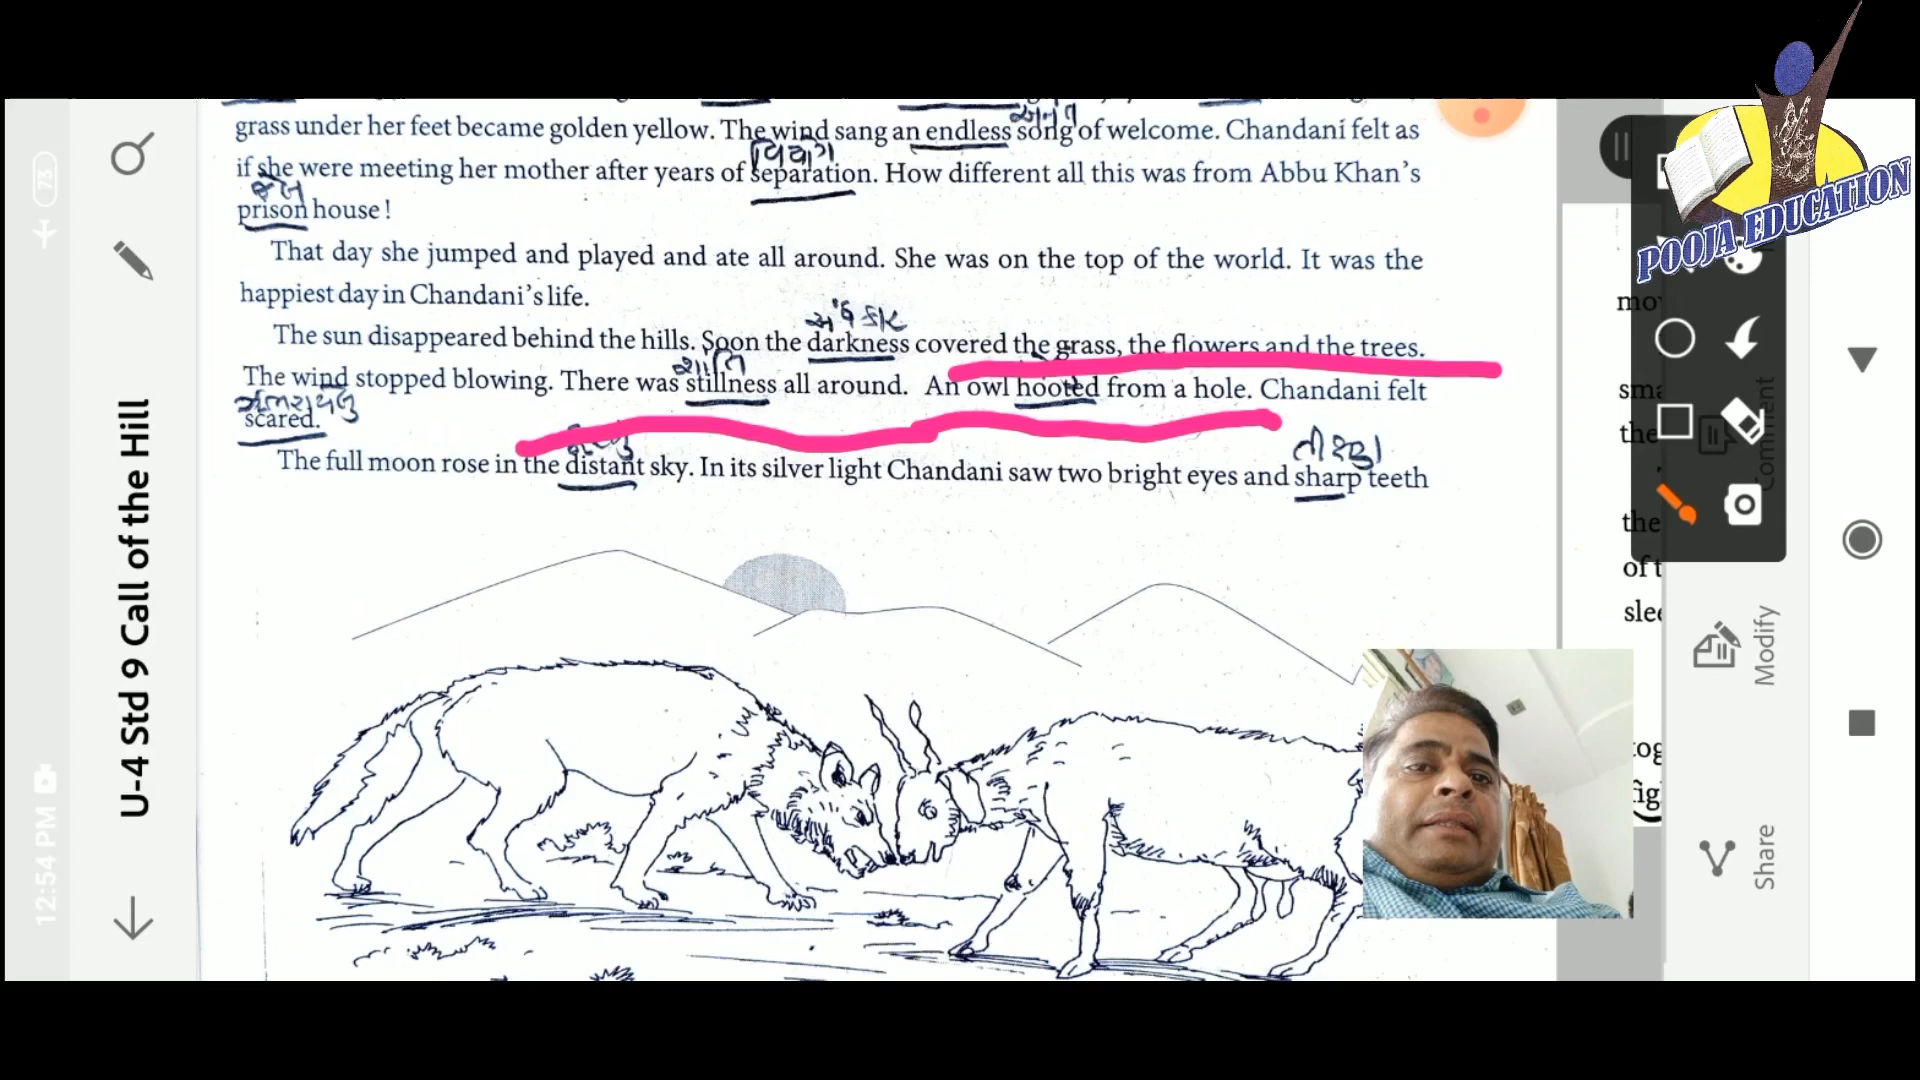 grass under her feet became golden yellow. The wind sang an endless song of welcome. Chandani felt as
વિયોગ
if she were meeting her mother after years of separation. How different all this was from Abbu Khan's
જેલ
prison house !
That day she jumped and played and ate all around. She was on the top of the world. It was the
happiest day in Chandani's life.
અંધકાર
The sun disappeared behind the hills. Soon the darkness covered the grass, the flowers and the trees.
શાંતિ
The wind stopped blowing. There was stillness all around. An owl hooted from a hole. Chandani felt
scared.
તીક્ષ્ણ
The full moon rose in the distant sky. In its silver light Chandani saw two bright eyes and sharp teeth
U-4 Std 9 Call of the Hill
12:54 PM
73
POOJA EDUCATION
the
the
of t
Comment
Modify
Share